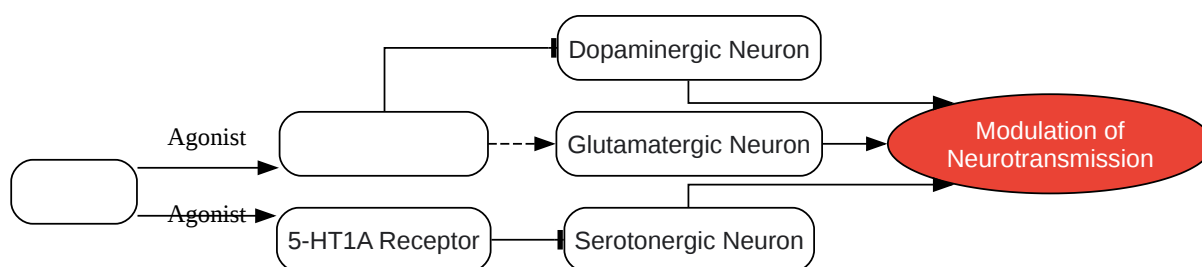 Dopaminergic Neuron
Agonist
Glutamatergic Neuron
Modulation of
Neurotransmission
Agonist
5-HT1A Receptor
Serotonergic Neuron